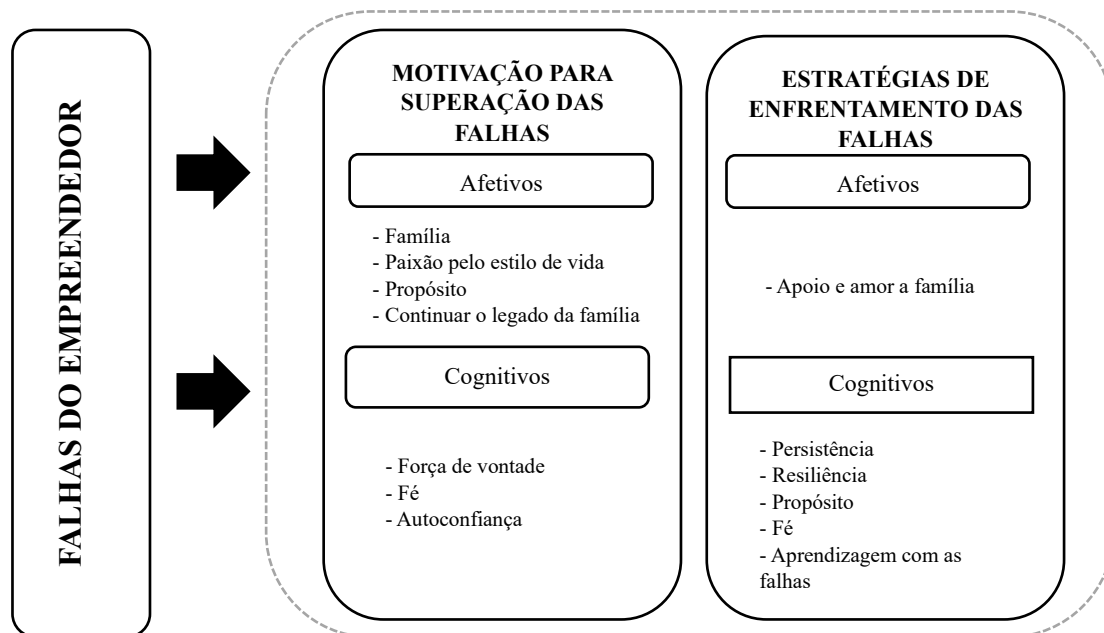 FALHAS DO EMPREENDEDOR
MOTIVAÇÃO PARA
SUPERAÇÃO DAS
FALHAS
Afetivos
- Família
- Paixão pelo estilo de vida
- Propósito
- Continuar o legado da família
Cognitivos
- Força de vontade
- Fé
- Autoconfiança
ESTRATÉGIAS DE
ENFRENTAMENTO DAS
FALHAS
Afetivos
- Apoio e amor a família
Cognitivos
- Persistência
- Resiliência
- Propósito
- Fé
- Aprendizagem com as
falhas